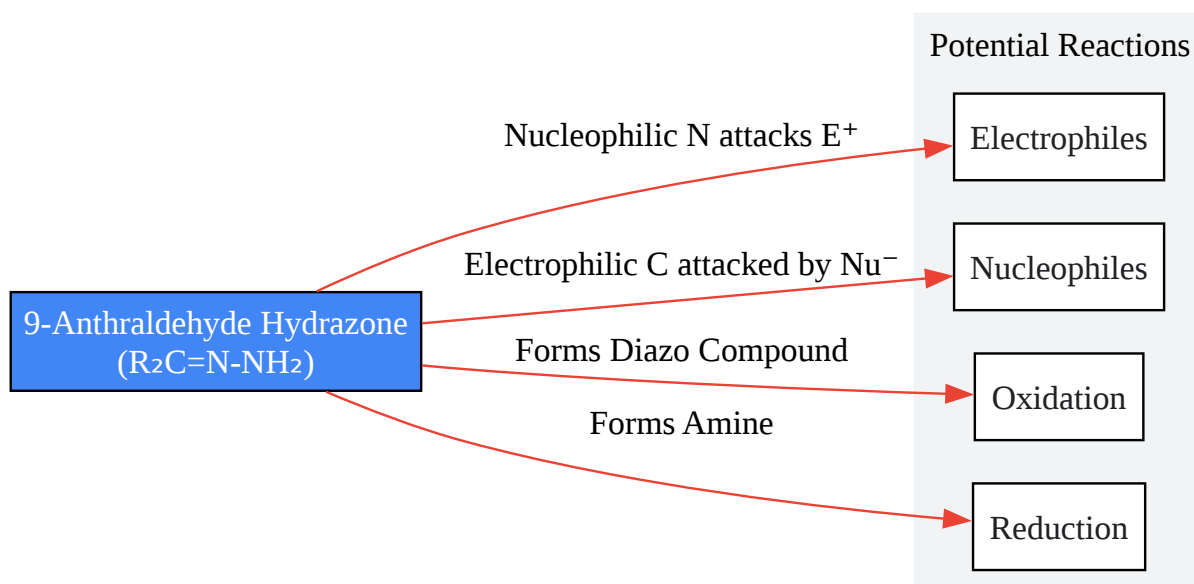 Potential Reactions
Nucleophilic N attacks E⁺
Electrophiles
Electrophilic C attacked by Nu⁻
Nucleophiles
9-Anthraldehyde Hydrazone
(R₂C=N-NH₂)
Forms Diazo Compound
Oxidation
Forms Amine
Reduction